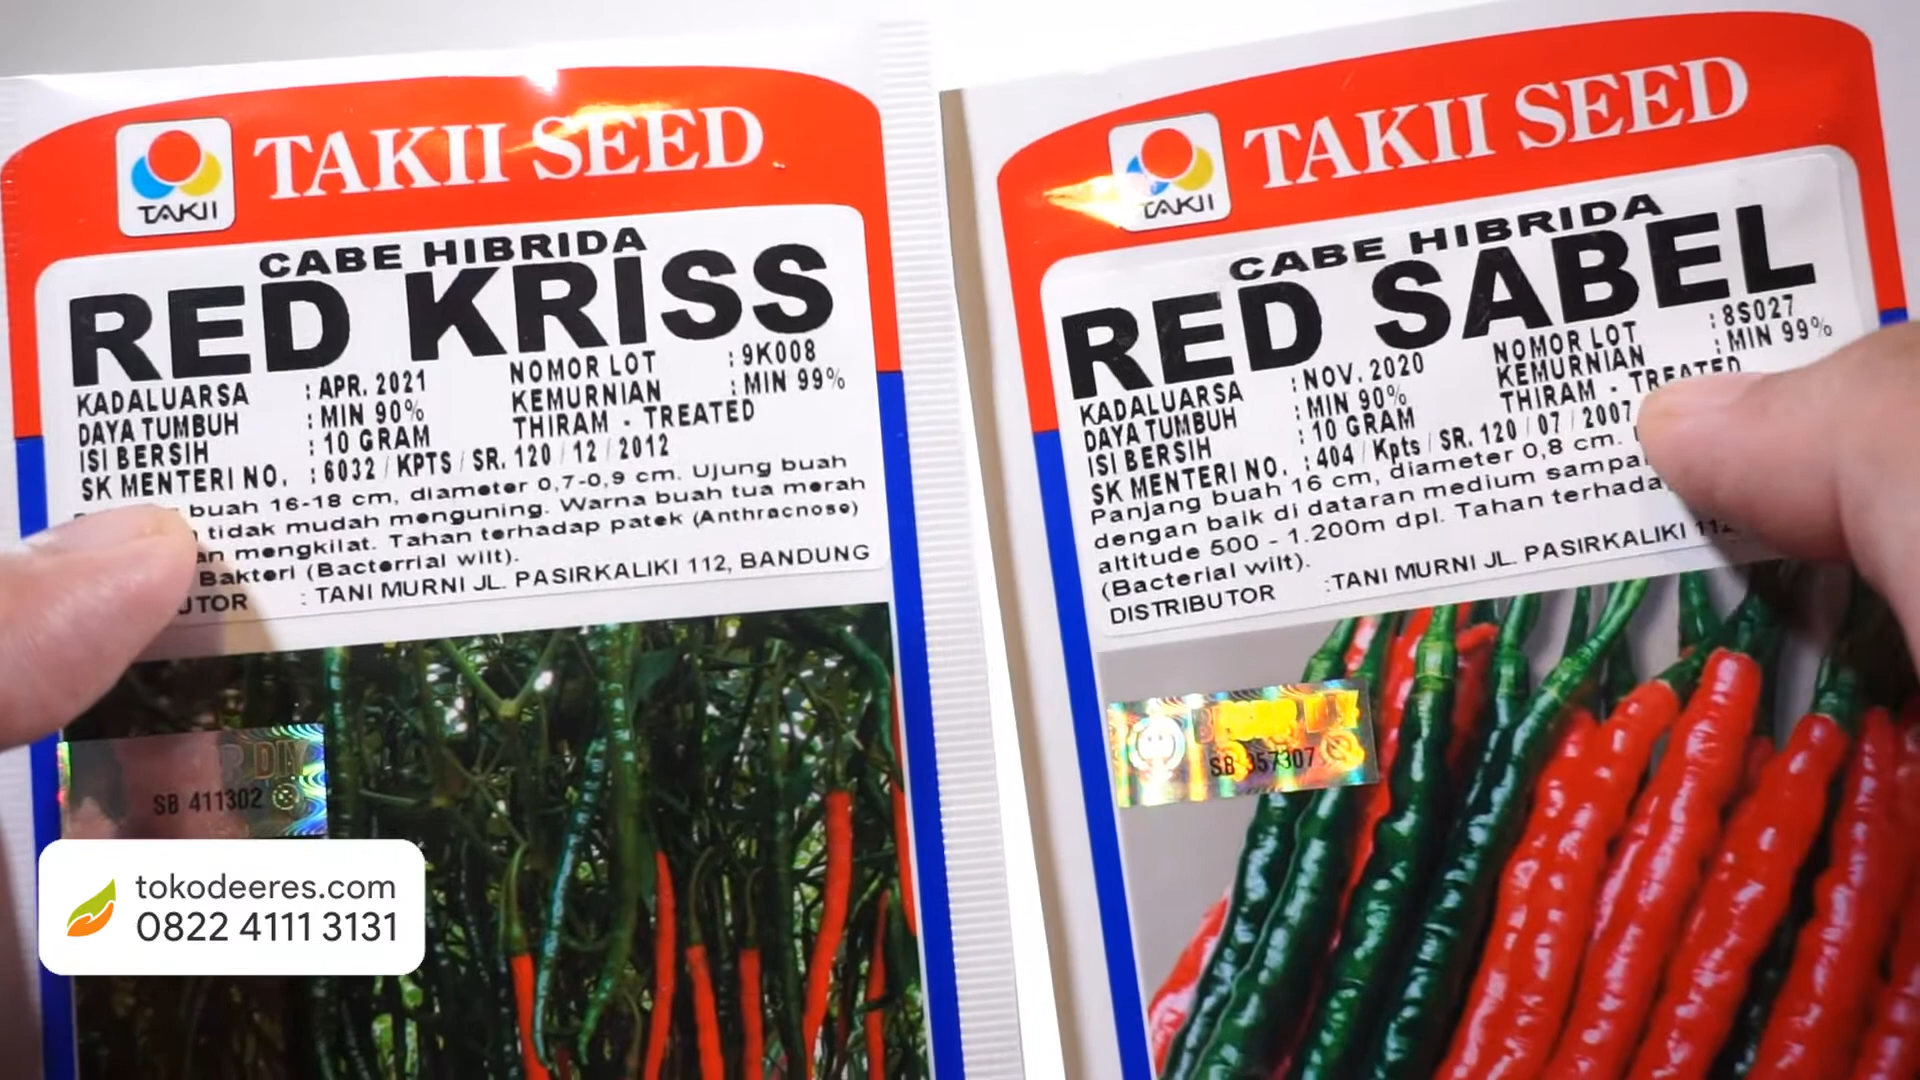 TAKII
TAKII SEED
CABE HIBRIDA
RED KRISS
KADALUARSA : APR. 2021 NOMOR LOT : 9K008
DAYA TUMBUH : MIN 90% KEMURNIAN : MIN 99%
ISI BERSIH : 10 GRAM THIRAM - TREATED
SK MENTERI NO. : 6032 / KPTS / SR. 120 / 12 / 2012
buah 16-18 cm, diameter 0,7-0,9 cm. Ujung buah
tidak mudah menguning. Warna buah tua merah
mengkilat. Tahan terhadap patek (Anthracnose)
Bakteri (Bacterrial wilt).
: TANI MURNI JL. PASIRKALIKI 112, BANDUNG
SB 411302
tokodeeres.com
0822 4111 3131
TAKII
TAKII SEED
CABE HIBRIDA
RED SABEL
KADALUARSA : NOV. 2020 NOMOR LOT : 8S027
DAYA TUMBUH : MIN 90% KEMURNIAN : MIN 99%
ISI BERSIH : 10 GRAM THIRAM - TREATED
SK MENTERI NO. : 404 / Kpts / SR. 120 / 07 / 2007
Panjang buah 16 cm, diameter 0,8 cm.
dengan baik di dataran medium sampai
altitude 500 - 1.200m dpl. Tahan terhadap
(Bacterial wilt).
DISTRIBUTOR :TANI MURNI JL. PASIRKALIKI 112
SB 357307